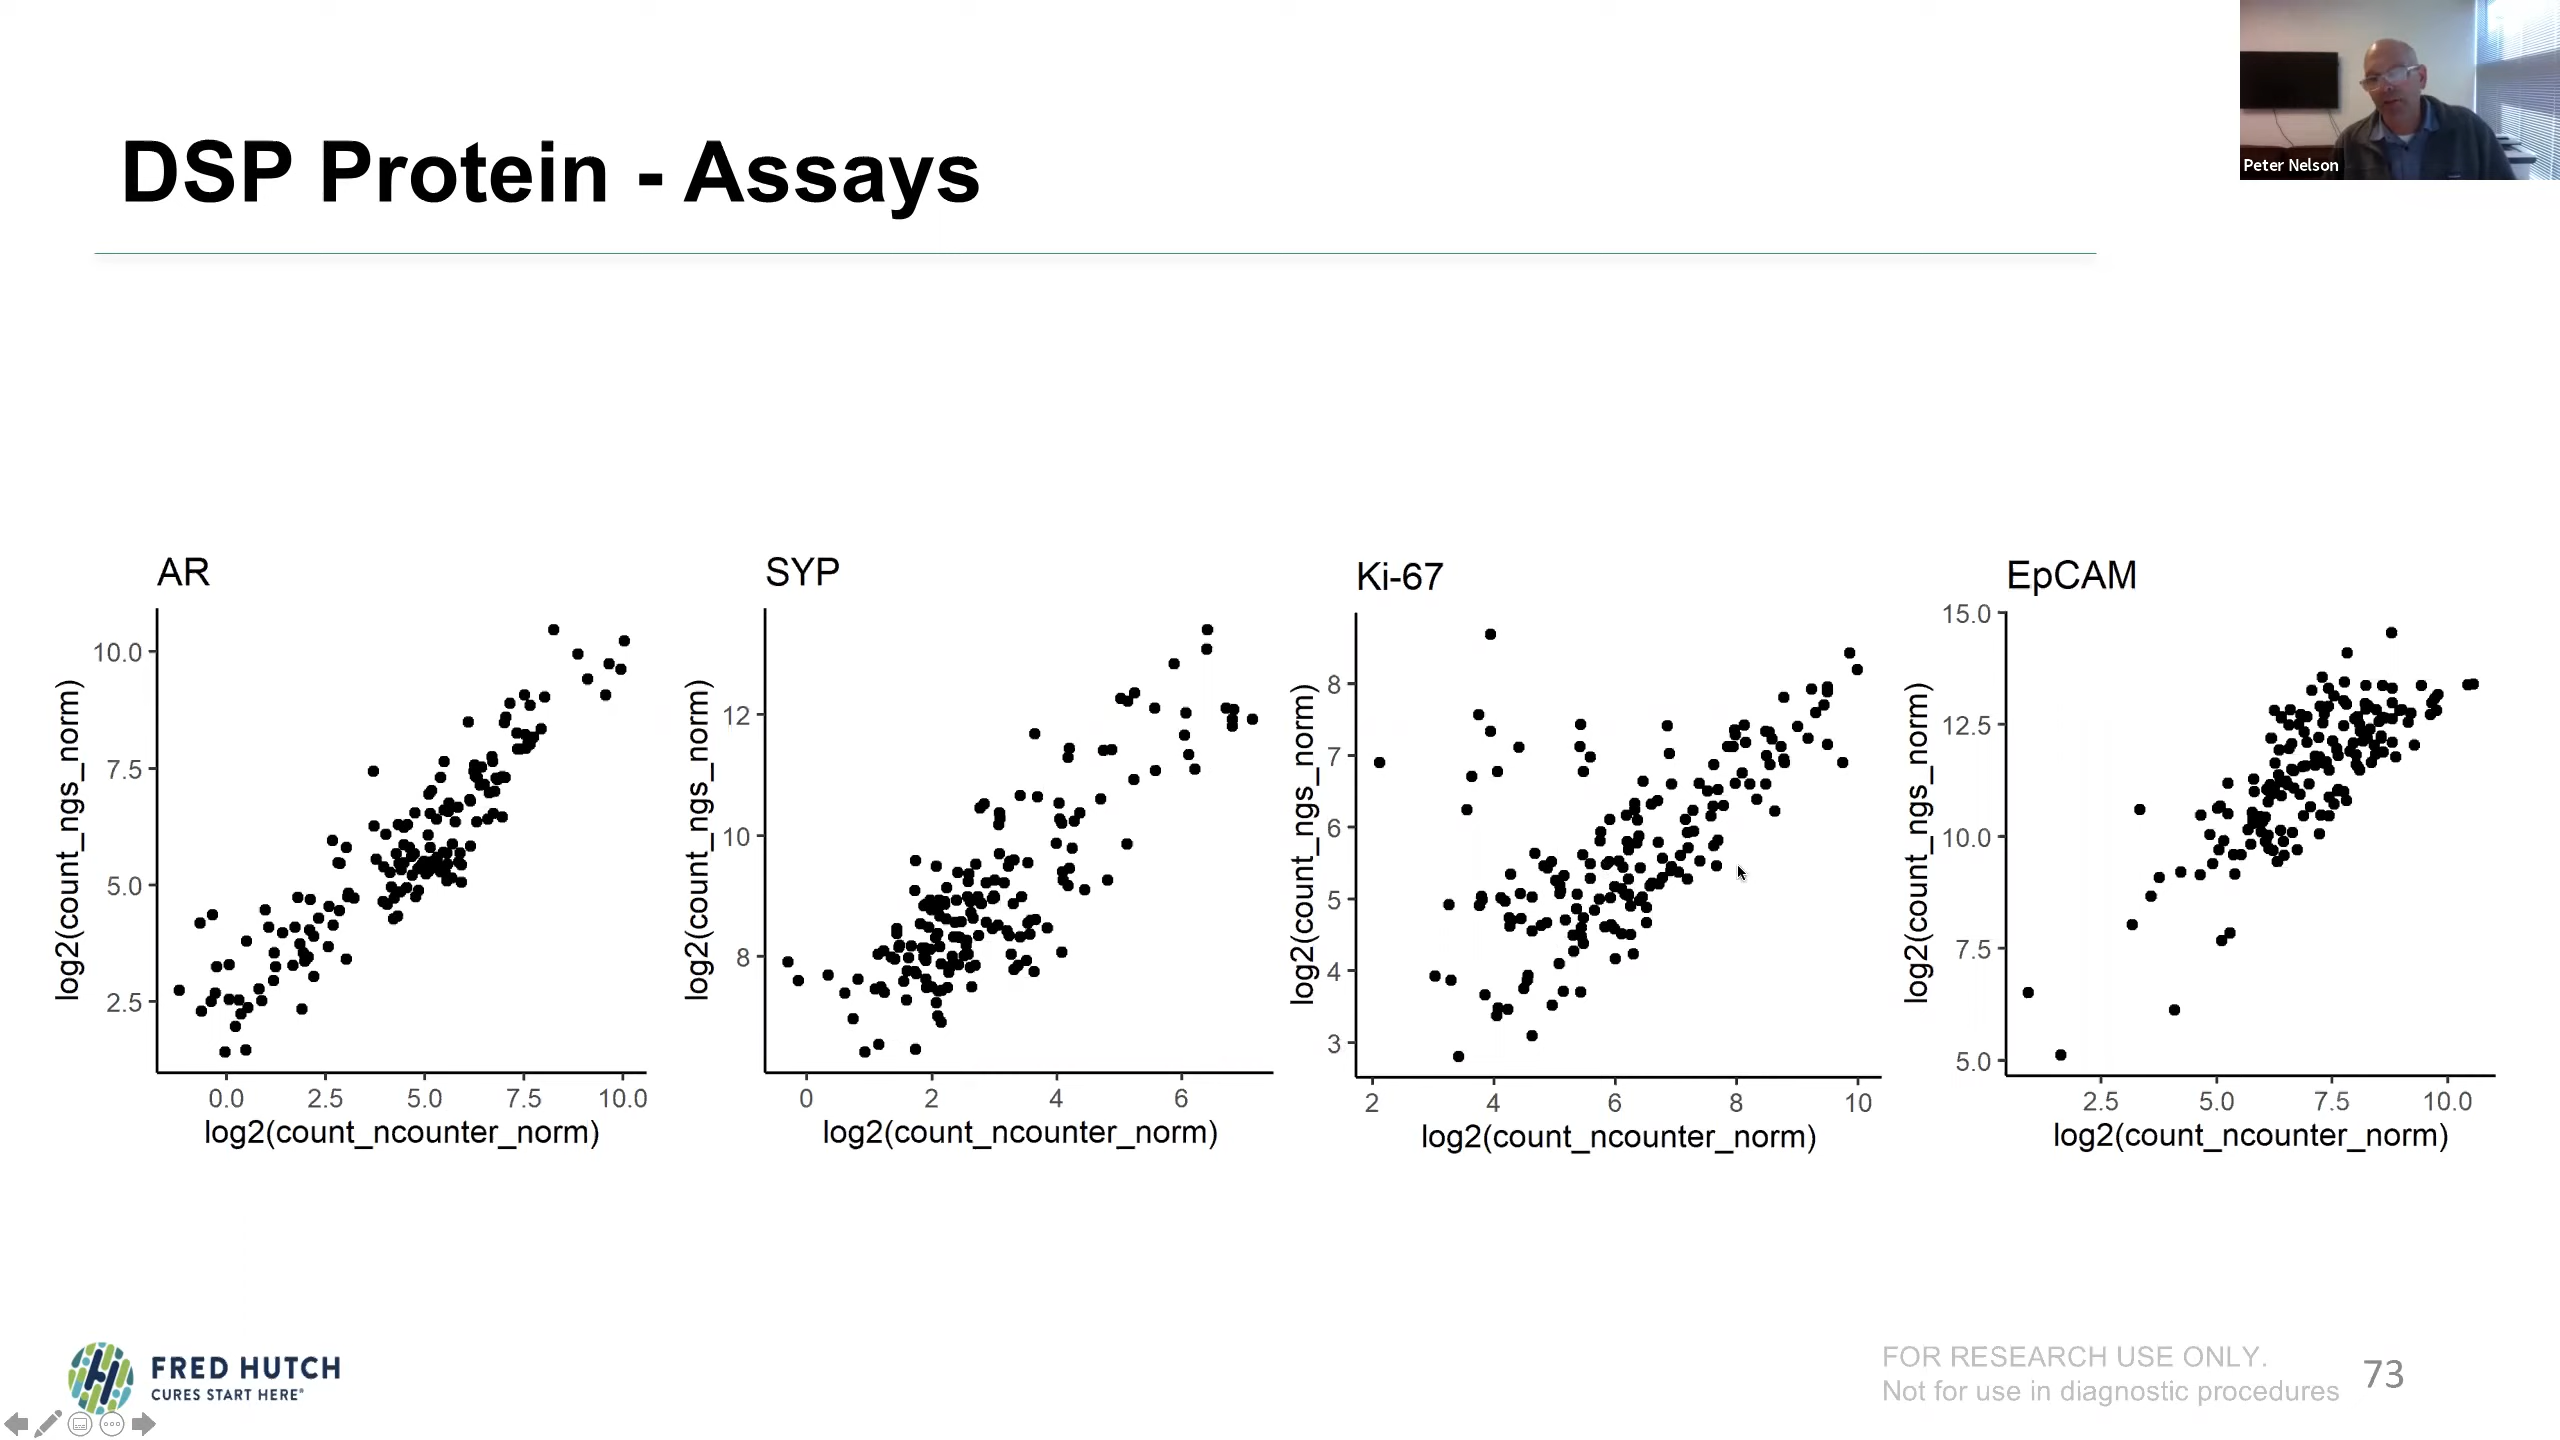 Peter Nelson
DSP Protein - Assays
AR
log2(count_ngs_norm)
10.0
7.5
5.0
2.5
0.0 2.5 5.0 7.5 10.0
log2(count_ncounter_norm)
SYP
log2(count_ngs_norm)
12
10
8
0 2 4 6
log2(count_ncounter_norm)
Ki-67
log2(count_ngs_norm)
8
7
6
5
4
3
2 4 6 8 10
log2(count_ncounter_norm)
EpCAM
log2(count_ngs_norm)
15.0
12.5
10.0
7.5
5.0
2.5 5.0 7.5 10.0
log2(count_ncounter_norm)
FRED HUTCH
CURES START HERE®
FOR RESEARCH USE ONLY.
Not for use in diagnostic procedures
73